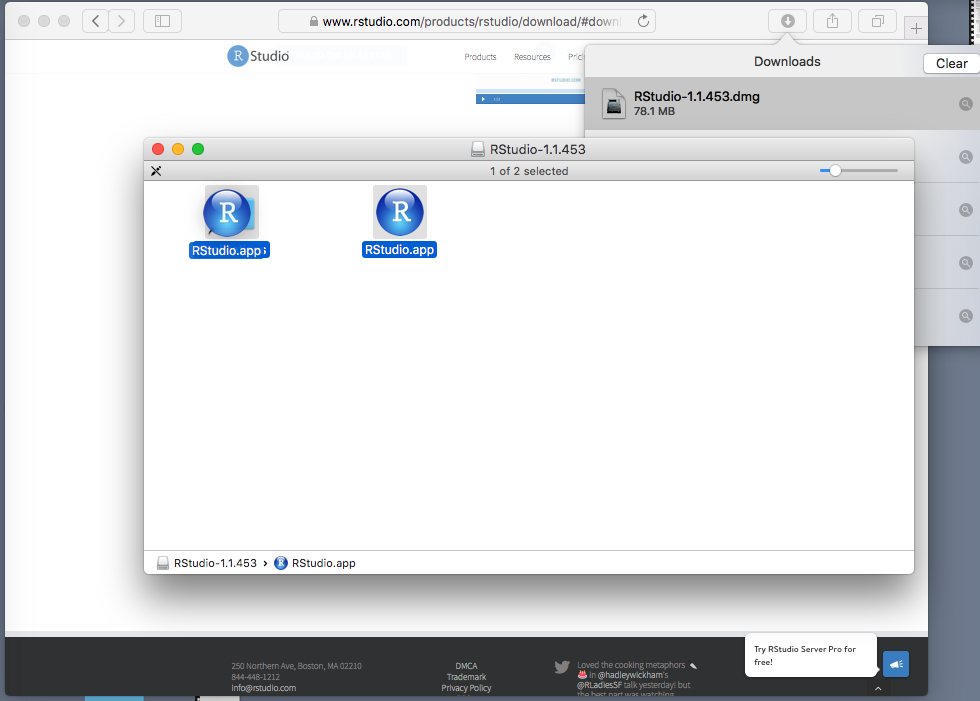 www.rstudio.com/products/rstudio/download/#down
R Studio
Products Resources Prici
Downloads
Clear
RStudio-1.1.453.dmg
78.1 MB
RStudio-1.1.453
1 of 2 selected
R
R
RStudio.app
RStudio.app
RStudio-1.1.453 › RStudio.app
250 Northern Ave, Boston, MA 02210
844-448-1212
info@rstudio.com
DMCA
Trademark
Privacy Policy
Loved the cooking metaphors
in @hadleywickham's
@RLadiesSF talk yesterday! but
the best part was watching
Try RStudio Server Pro for
free!